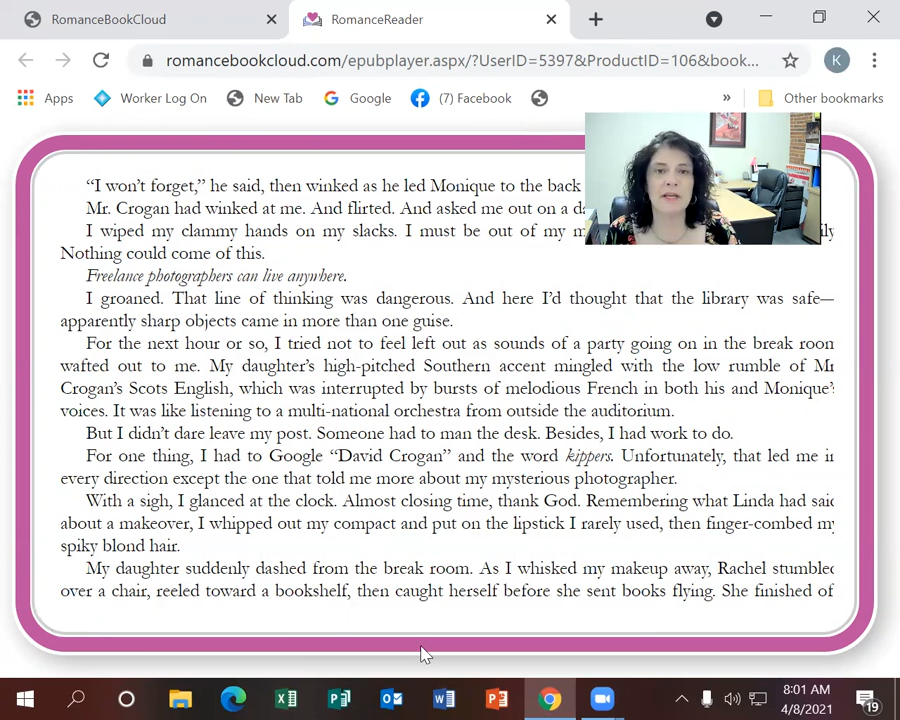 RomanceBookCloud
RomanceReader
romancebookcloud.com/epubplayer.aspx/?UserID=5397&ProductID=106&book...
K
Apps
Worker Log On
New Tab
Google
(7) Facebook
»
Other bookmarks
“I won’t forget,” he said, then winked as he led Monique to the back
Mr. Crogan had winked at me. And flirted. And asked me out on a
I wiped my clammy hands on my slacks. I must be out of my
Nothing could come of this.
Freelance photographers can live anywhere.
I groaned. That line of thinking was dangerous. And here I’d thought that the library was safe—
apparently sharp objects came in more than one guise.
For the next hour or so, I tried not to feel left out as sounds of a party going on in the break room
wafted out to me. My daughter’s high-pitched Southern accent mingled with the low rumble of Mr
Crogan’s Scots English, which was interrupted by bursts of melodious French in both his and Monique’s
voices. It was like listening to a multi-national orchestra from outside the auditorium.
But I didn’t dare leave my post. Someone had to man the desk. Besides, I had work to do.
For one thing, I had to Google “David Crogan” and the word kippers. Unfortunately, that led me in
every direction except the one that told me more about my mysterious photographer.
With a sigh, I glanced at the clock. Almost closing time, thank God. Remembering what Linda had said
about a makeover, I whipped out my compact and put on the lipstick I rarely used, then finger-combed my
spiky blond hair.
My daughter suddenly dashed from the break room. As I whisked my makeup away, Rachel stumbled
over a chair, reeled toward a bookshelf, then caught herself before she sent books flying. She finished of
8:01 AM
4/8/2021
19